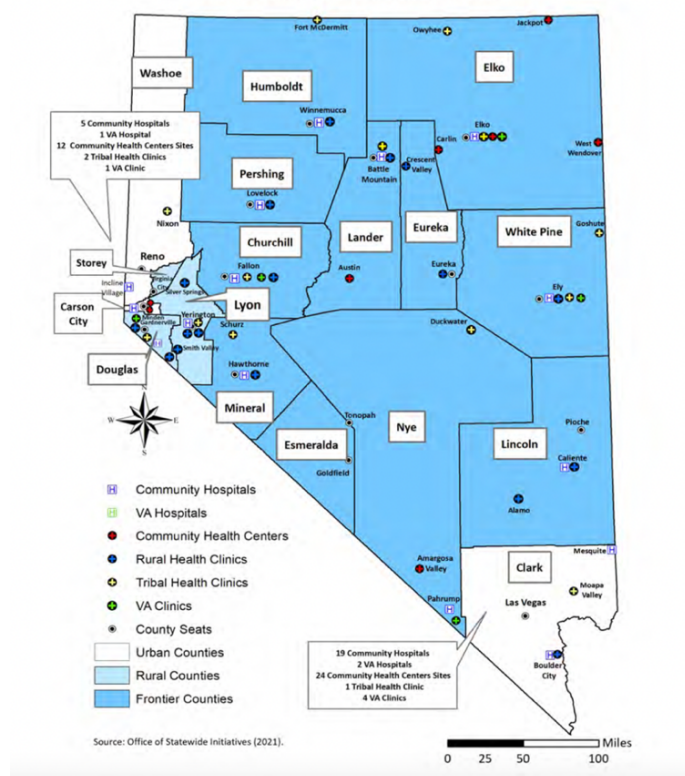 Fort McDermitt
Owyhee
Jackpot
Washoe
Humboldt
Elko
Winnemucca
5 Community Hospitals
1 VA Hospital
12 Community Health Centers Sites
2 Tribal Health Clinics
1 VA Clinic
Carlin
Elko
West
Wendover
Battle
Mountain
Crescent
Valley
Pershing
Lovelock
Nixon
Churchill
Lander
Eureka
White Pine
Goshute
Reno
Storey
Fallon
Austin
Eureka
Ely
Incline
Village
Virginia
City
Silver Springs
Carson
City
Lyon
Minden
Gardnerville
Yerington
Schurz
Duckwater
Smith Valley
Douglas
Hawthorne
Mineral
N
W
E
S
Esmeralda
Tonopah
Goldfield
Nye
Lincoln
Pioche
Caliente
Alamo
H Community Hospitals
H VA Hospitals
Community Health Centers
Rural Health Clinics
Tribal Health Clinics
VA Clinics
County Seats
Urban Counties
Rural Counties
Frontier Counties
Amargosa
Valley
Pahrump
Clark
Mesquite
Moapa
Valley
Las Vegas
Boulder
City
19 Community Hospitals
2 VA Hospitals
24 Community Health Centers Sites
1 Tribal Health Clinic
4 VA Clinics
Source: Office of Statewide Initiatives (2021).
Miles
0 25 50 100